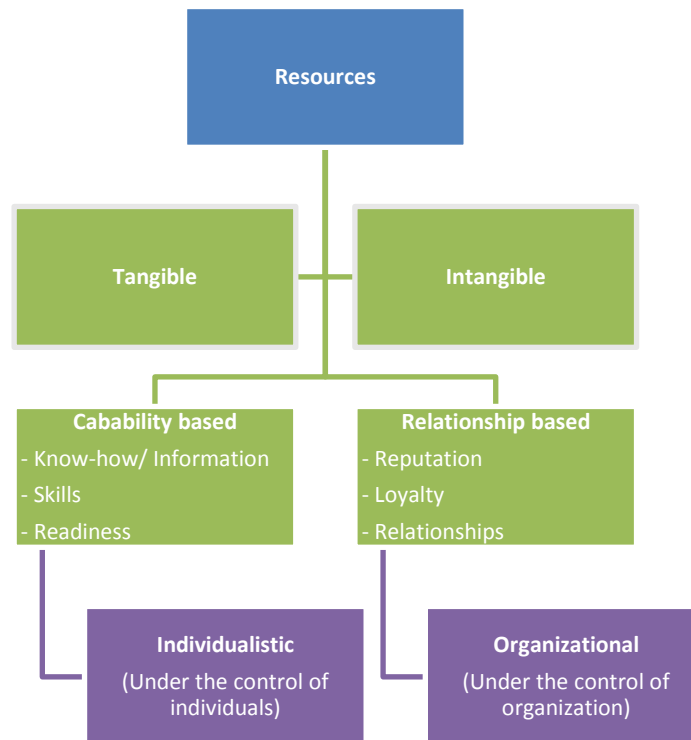 Resources
Tangible
Intangible
Cabability based
- Know-how/ Information
- Skills
- Readiness
Relationship based
- Reputation
- Loyalty
- Relationships
Individualistic
(Under the control of
individuals)
Organizational
(Under the control of
organization)